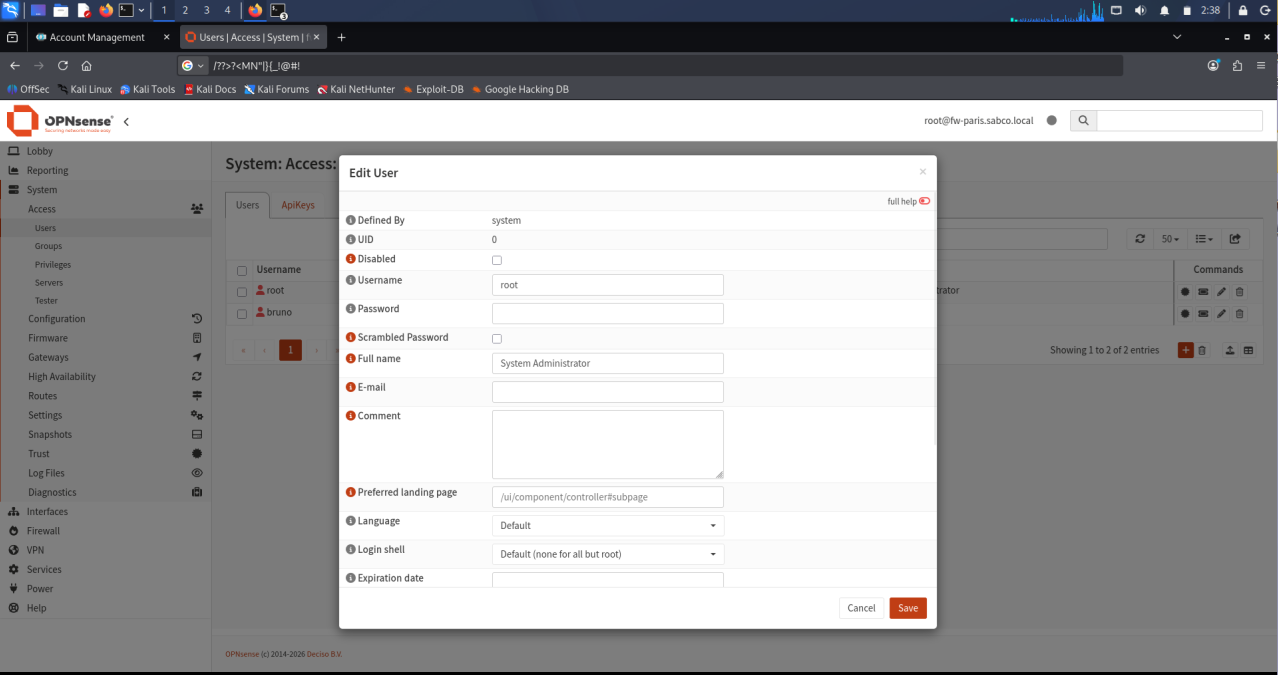 1 2 3 4 3 2:38
Account Management × Users | Access | System | × +
/??>?<MN"|}{_!@#!
OffSec Kali Linux Kali Tools Kali Docs Kali Forums Kali NetHunter Exploit-DB Google Hacking DB
OPNsense® <
Securing networks made easy
root@fw-paris.sabco.local
Lobby
Reporting
System
Access
Users
Groups
Privileges
Servers
Tester
Configuration
Firmware
Gateways
High Availability
Routes
Settings
Snapshots
Trust
Log Files
Diagnostics
Interfaces
Firewall
VPN
Services
Power
Help
System: Access:
Users ApiKeys
50
Username
Commands
root
trator
bruno
« ‹ 1 ›
Showing 1 to 2 of 2 entries
Edit User ×
full help
Defined By system
UID 0
Disabled
Username root
Password
Scrambled Password
Full name System Administrator
E-mail
Comment
Preferred landing page /ui/component/controller#subpage
Language Default
Login shell Default (none for all but root)
Expiration date
Cancel Save
OPNsense (c) 2014-2026 Deciso B.V.